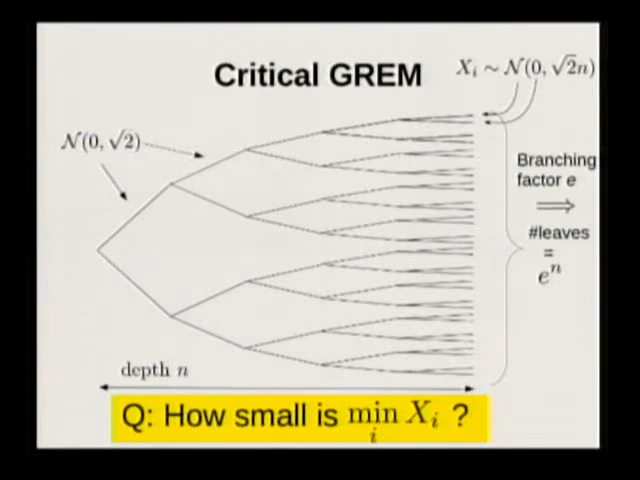 Critical GREM
X_i ~ N(0, √2n)
N(0, √2)
Branching
factor e
⟹
#leaves
=
e^n
depth n
Q: How small is min_i X_i ?